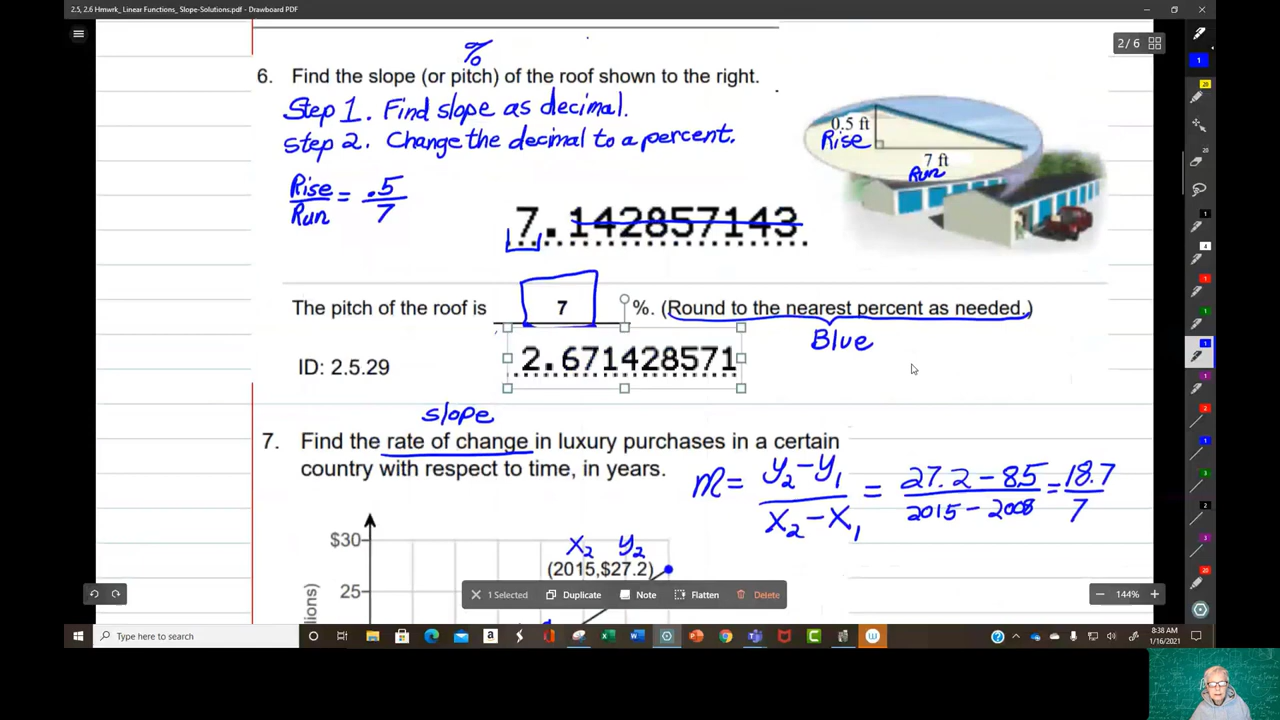 2.5, 2.6 Hmwrk_ Linear Functions_ Slope-Solutions.pdf - Drawboard PDF
2 / 6
%
6. Find the slope (or pitch) of the roof shown to the right.
Step 1. Find slope as decimal.
Step 2. Change the decimal to a percent.
0.5 ft
Rise
7 ft
Run
Rise = .5
Run 7
7.142857143
The pitch of the roof is 7 %. (Round to the nearest percent as needed.)
Blue
2.671428571
ID: 2.5.29
slope
7. Find the rate of change in luxury purchases in a certain
country with respect to time, in years.
m = y2 - y1 = 27.2 - 8.5 = 18.7
x2 - x1 2015 - 2008 7
$30
x2 y2
(2015,$27.2)
25
1 Selected Duplicate Note Flatten Delete
144%
Type here to search
8:38 AM
1/16/2021